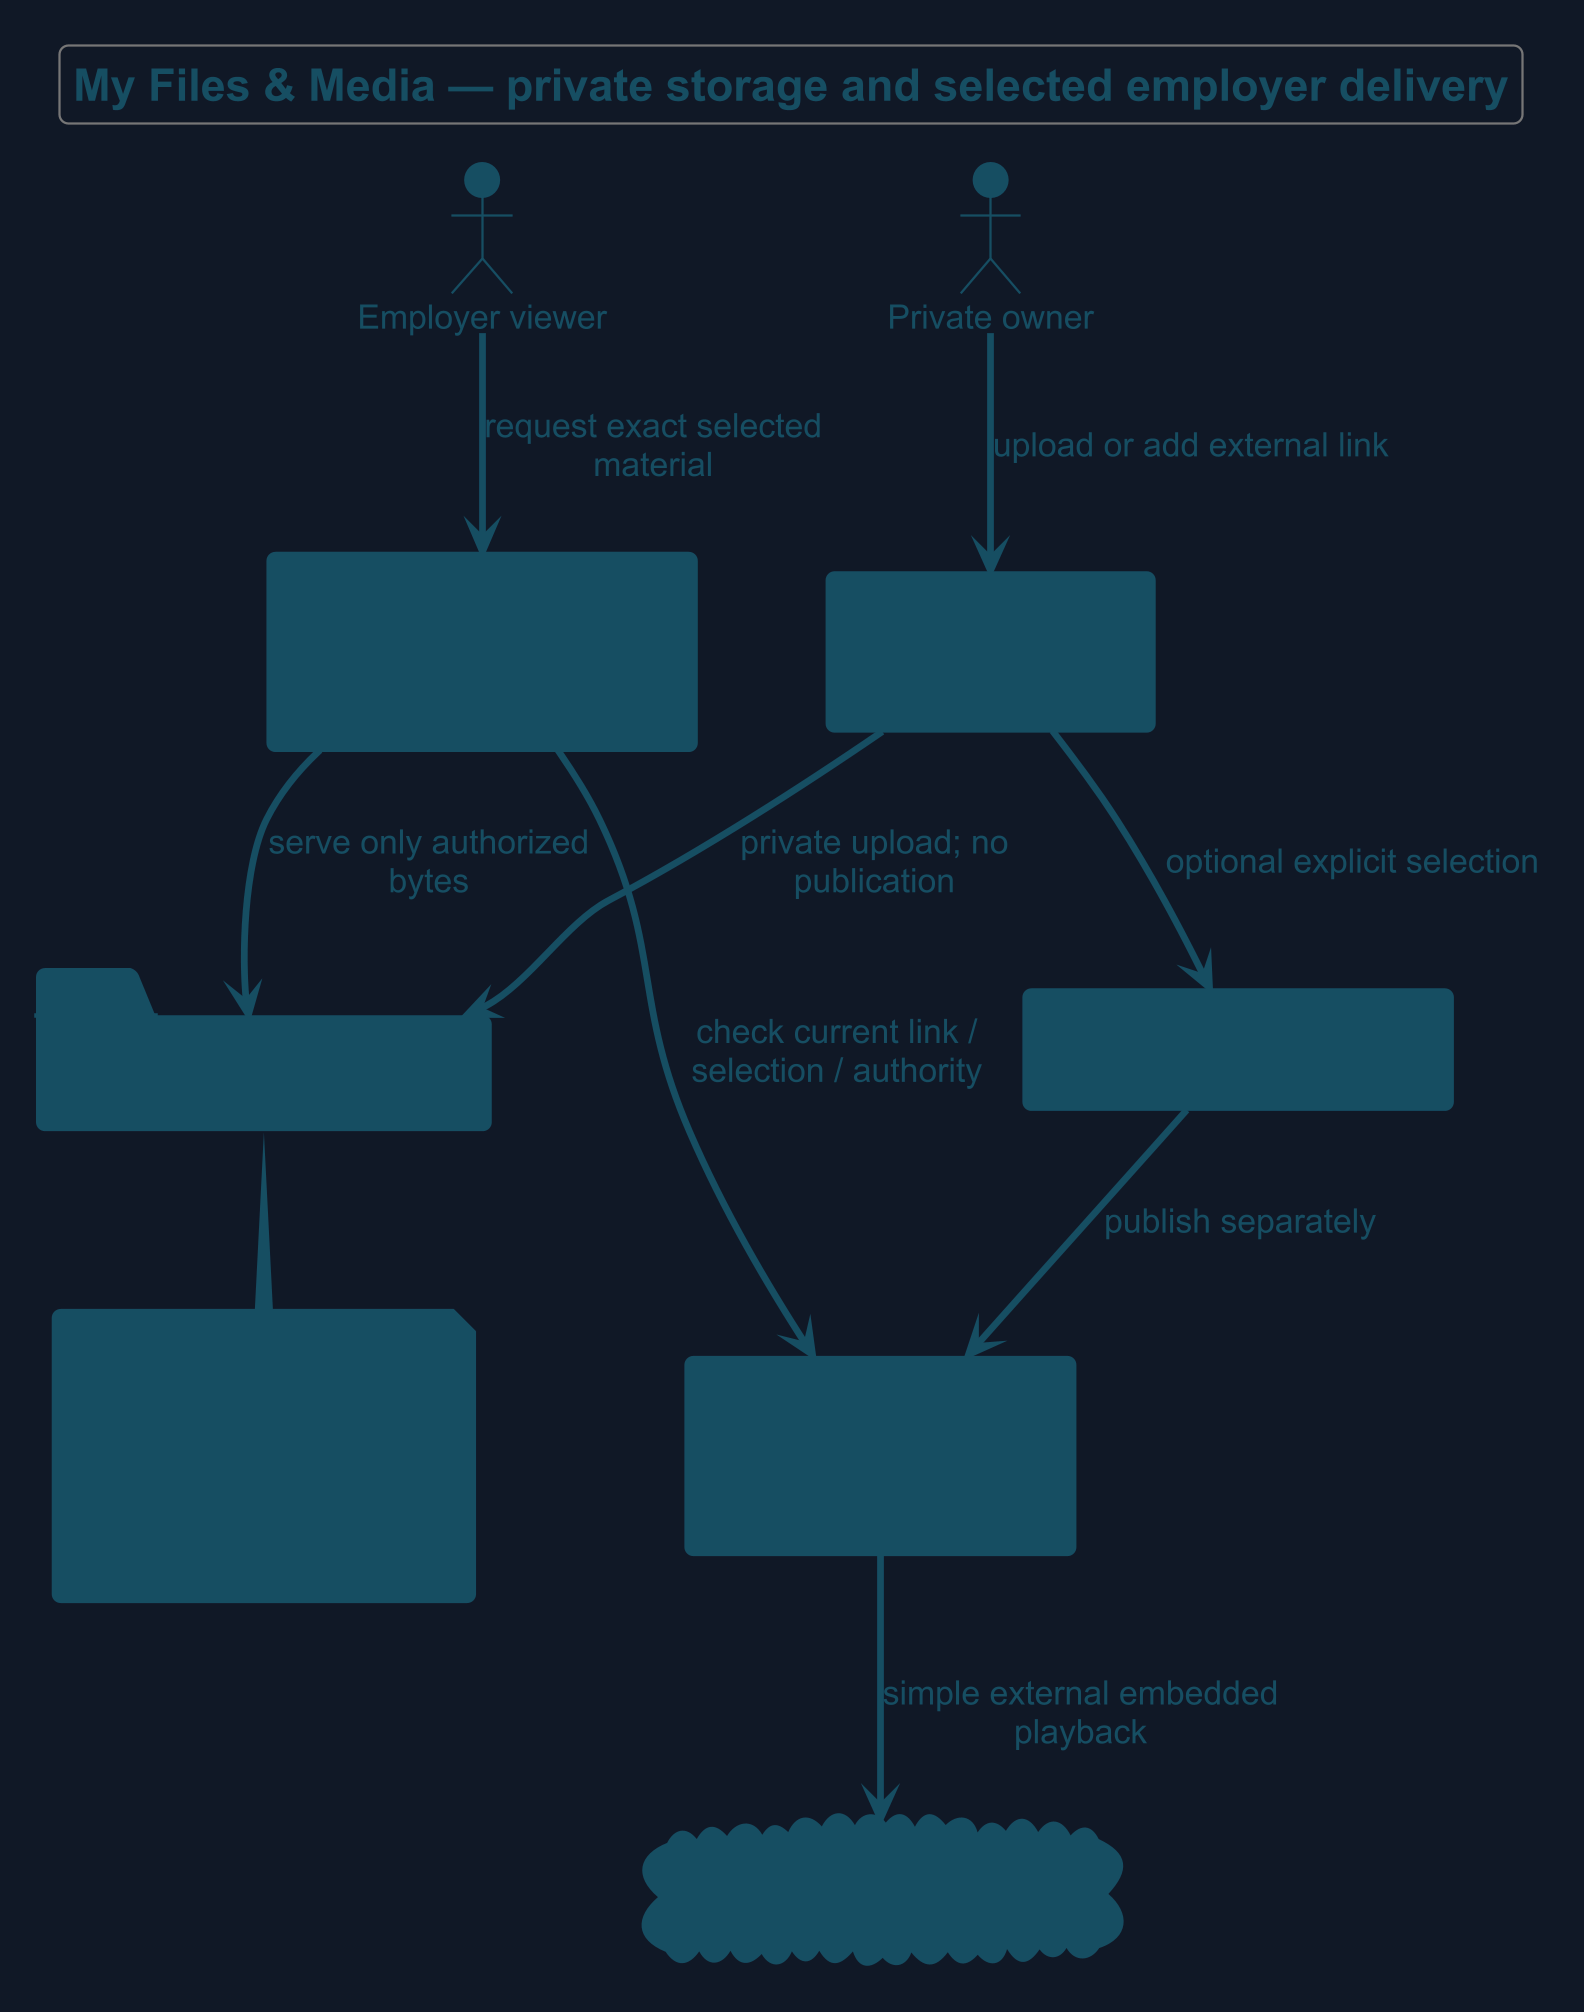 My Files & Media — private storage and selected employer delivery
Employer viewer
Private owner
request exact selected
material
upload or add external link
serve only authorized
bytes
private upload; no
publication
optional explicit selection
check current link /
selection / authority
publish separately
simple external embedded
playback